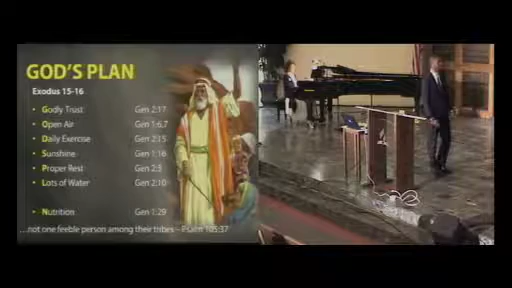 GOD'S PLAN
Exodus 15-16
• Godly Trust Gen 2:17
• Open Air Gen 1:6,7
• Daily Exercise Gen 2:15
• Sunshine Gen 1:16
• Proper Rest Gen 2:3
• Lots of Water Gen 2:10
• Nutrition Gen 1:29
...not one feeble person among their tribes – Psalm 105:37